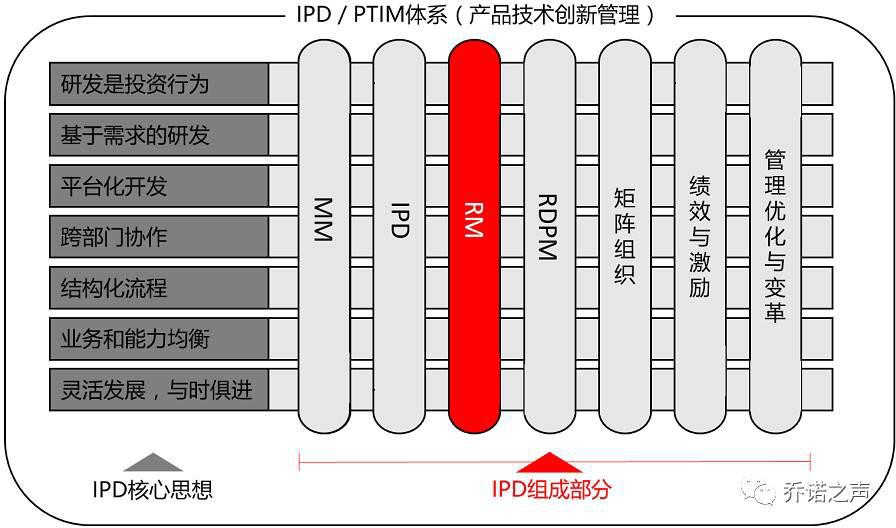 IPD / PTIM体系（产品技术创新管理）
研发是投资行为
基于需求的研发
平台化开发
跨部门协作
结构化流程
业务和能力均衡
灵活发展，与时俱进
MM
IPD
RM
RDPM
矩阵组织
绩效与激励
管理优化与变革
IPD核心思想
IPD组成部分
乔诺之声